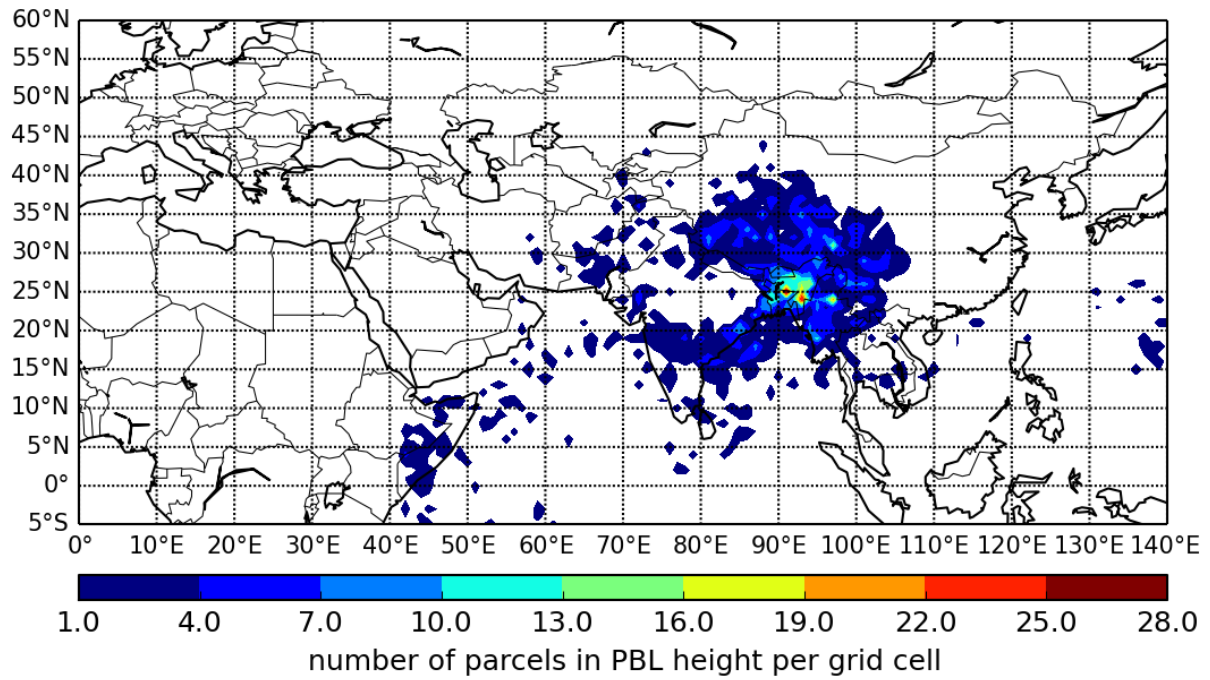 60°N
55°N
50°N
45°N
40°N
35°N
30°N
25°N
20°N
15°N
10°N
5°N
0°
5°S
0° 10°E 20°E 30°E 40°E 50°E 60°E 70°E 80°E 90°E 100°E 110°E 120°E 130°E 140°E
1.0 4.0 7.0 10.0 13.0 16.0 19.0 22.0 25.0 28.0
number of parcels in PBL height per grid cell